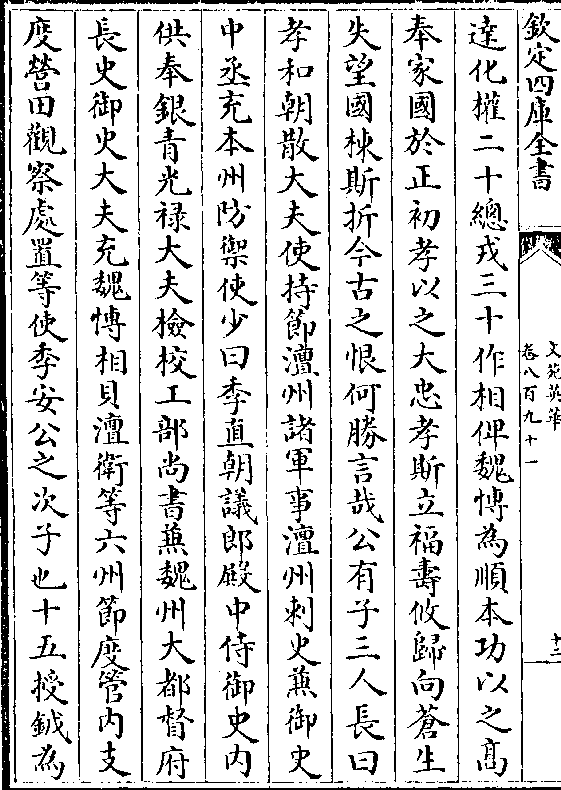 欽定四庫全書
文苑英華
卷八百九十一
十二
達化權二十總戎三十作相俾魏愽為順本功以之髙
奉家國於正初孝以之大忠孝斯立福壽攸歸向蒼生
失望國棟斯折今古之恨何勝言哉公有子三人長曰
孝和朝散大夫使持節澶州諸軍事澶州刺史兼御史
中丞充本州防禦使少曰季直朝議郎殿中侍御史内
供奉銀青光禄大夫檢校工部尚書兼魏州大都督府
長史御史大夫充魏愽相貝澶衛等六州節度管内支
度營田觀察處置等使季安公之次子也十五授鉞為